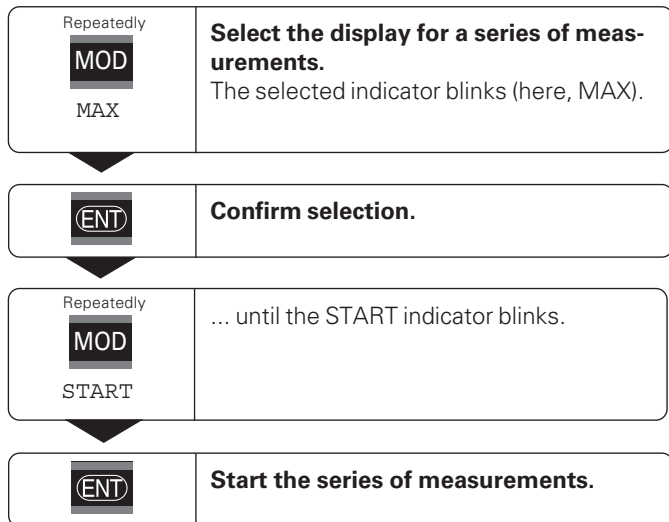 Repeatedly
MOD
MAX
Select the display for a series of meas-
urements.
The selected indicator blinks (here, MAX).
ENT
Confirm selection.
Repeatedly
MOD
START
... until the START indicator blinks.
ENT
Start the series of measurements.